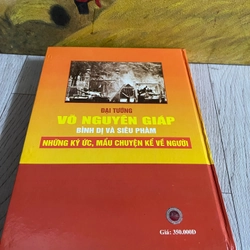 ĐẠI TƯỚNG
VÕ NGUYÊN GIÁP
BÌNH DỊ VÀ SIÊU PHÀM
NHỮNG KÝ ỨC, MẨU CHUYỆN KỂ VỀ NGƯỜI
Giá: 350.000Đ